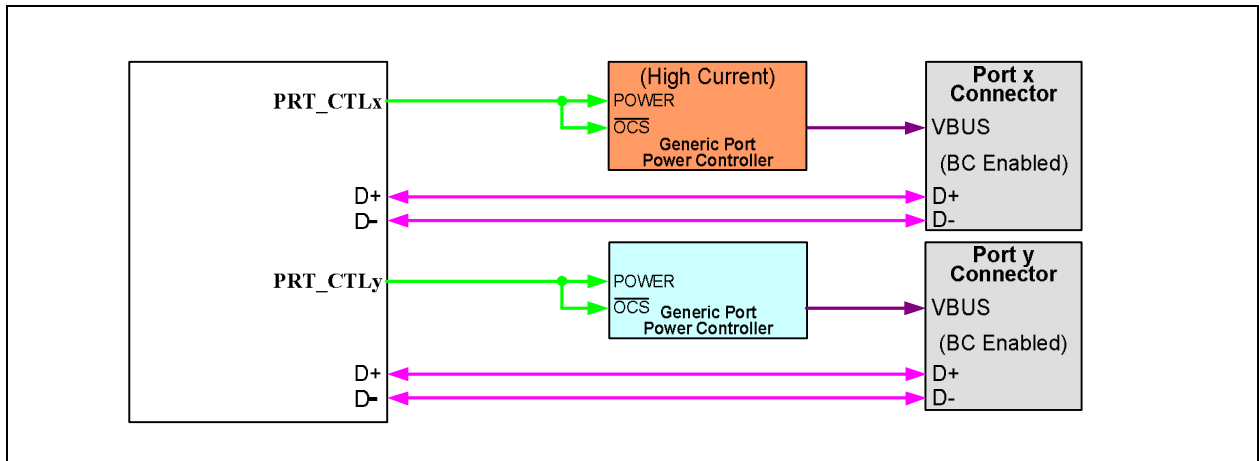 PRT_CTLx
D+
D-
PRT_CTLy
D+
D-
(High Current)
POWER
OCS
Generic Port
Power Controller
POWER
OCS
Generic Port
Power Controller
Port x
Connector
VBUS
(BC Enabled)
D+
D-
Port y
Connector
VBUS
(BC Enabled)
D+
D-